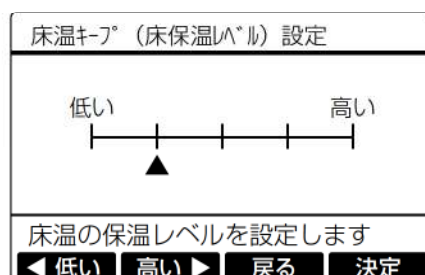 床温ｷｰﾌﾟ（床保温ﾚﾍﾞﾙ）設定
低い 高い
床温の保温レベルを設定します
◀ 低い 高い ▶ 戻る 決定